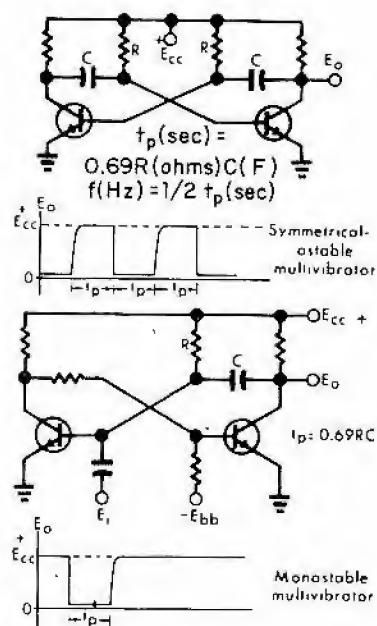 C R + Ecc R C Eo
tp(sec) =
0.69R(ohms)C(F)
f(Hz)=1/2 tp(sec)
+ Eo
Ecc
0
Symmetrical-
astable
multivibrator
tp tp tp
Ecc +
R C
Eo
tp = 0.69RC
E1 -Ebb
+ Eo
Ecc
0
tp
Monostable
multivibrator